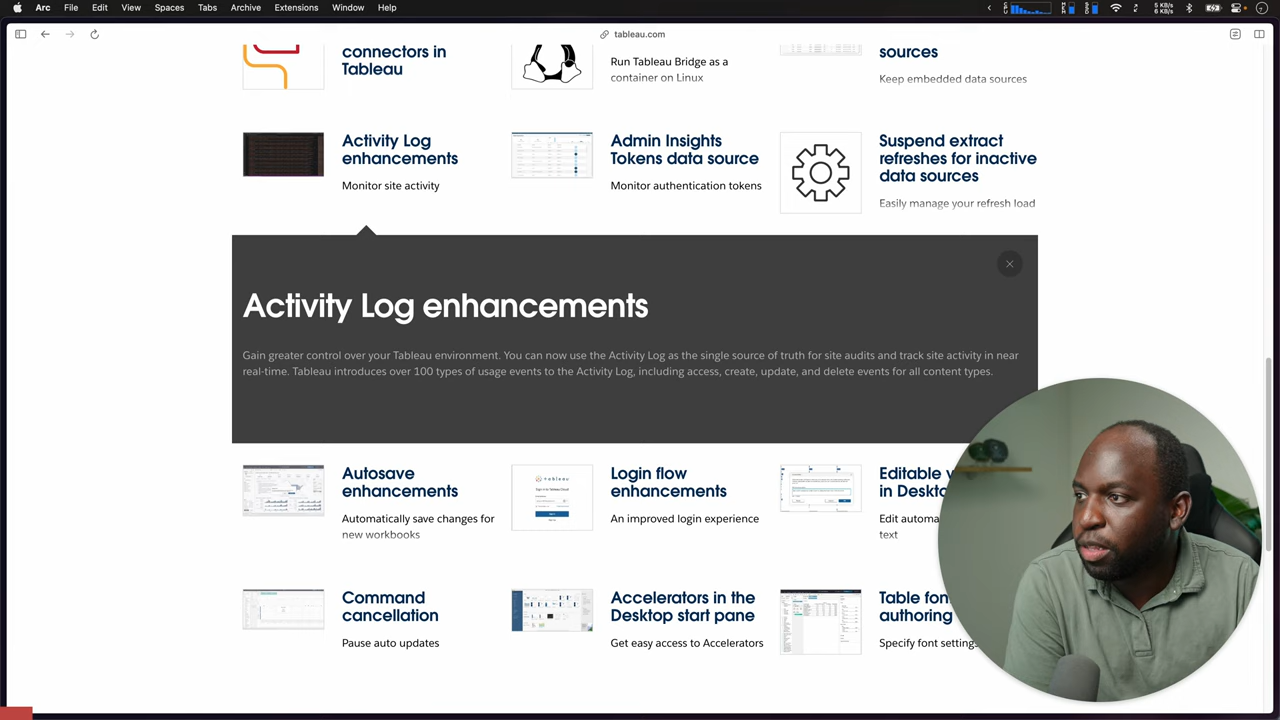 Arc File Edit View Spaces Tabs Archive Extensions Window Help
5 KB/s
6 KB/s
tableau.com
connectors in
Tableau
Run Tableau Bridge as a
container on Linux
sources
Keep embedded data sources
Activity Log
enhancements
Monitor site activity
Admin Insights
Tokens data source
Monitor authentication tokens
Suspend extract
refreshes for inactive
data sources
Easily manage your refresh load
Activity Log enhancements
Gain greater control over your Tableau environment. You can now use the Activity Log as the single source of truth for site audits and track site activity in near
real-time. Tableau introduces over 100 types of usage events to the Activity Log, including access, create, update, and delete events for all content types.
Autosave
enhancements
Automatically save changes for
new workbooks
Login flow
enhancements
An improved login experience
Editable
in Deskto
Edit automa
text
Command
cancellation
Pause auto updates
Accelerators in the
Desktop start pane
Get easy access to Accelerators
Table fon
authoring
Specify font settings